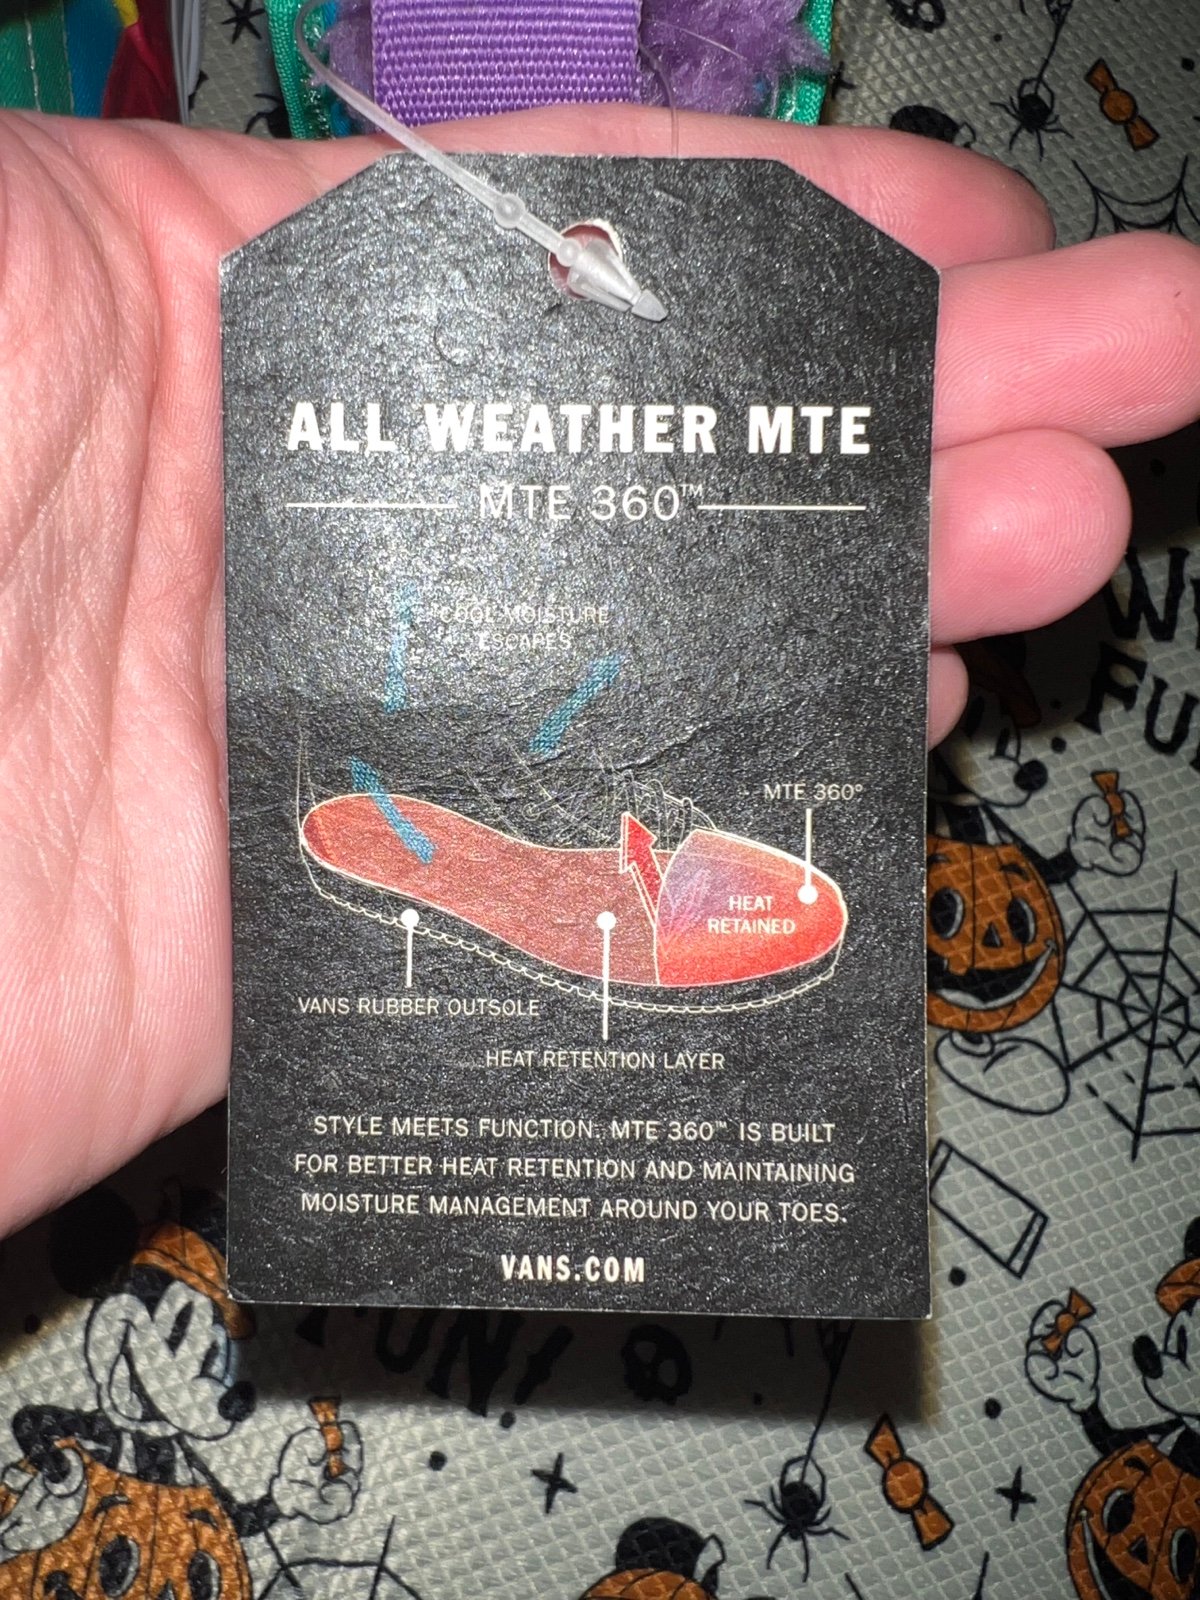 ALL WEATHER MTE
MTE 360™
COOL MOISTURE
ESCAPES
MTE 360°
HEAT
RETAINED
VANS RUBBER OUTSOLE
HEAT RETENTION LAYER
STYLE MEETS FUNCTION. MTE 360™ IS BUILT
FOR BETTER HEAT RETENTION AND MAINTAINING
MOISTURE MANAGEMENT AROUND YOUR TOES.
VANS.COM
FUN!